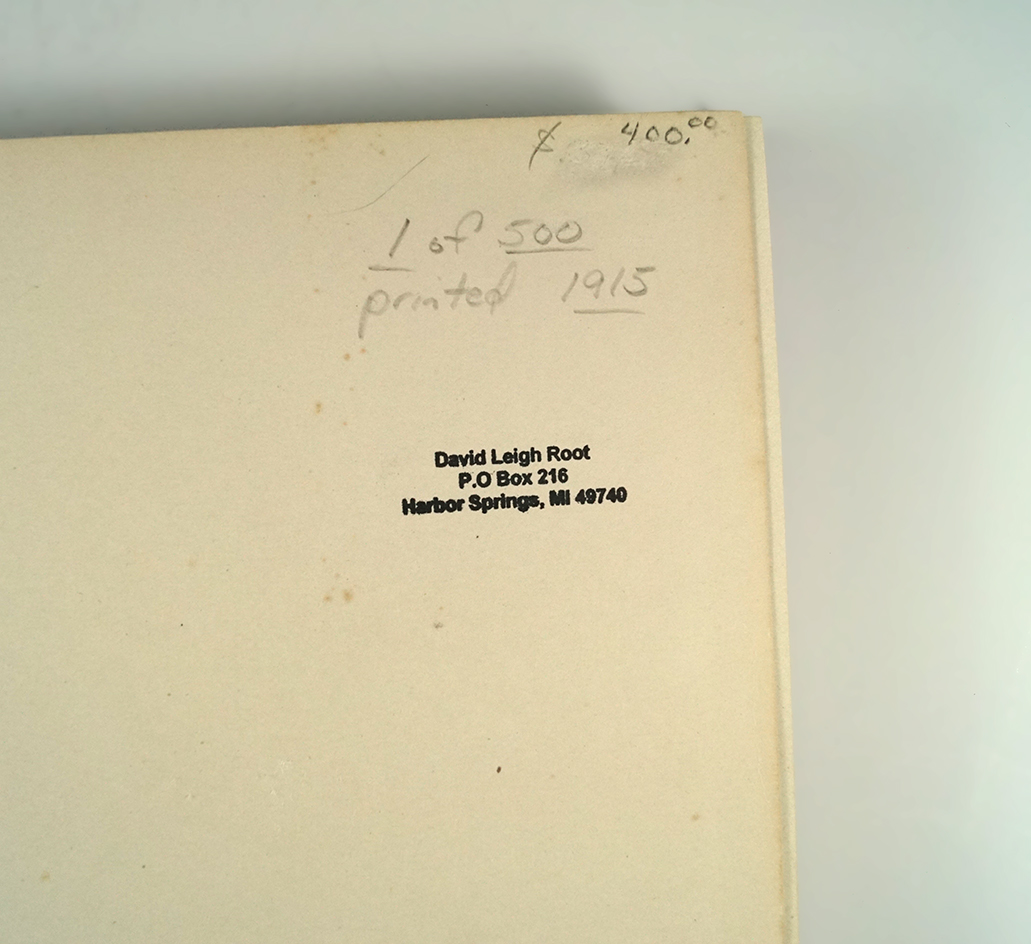 $ 400.00
1 of 500
printed 1915
David Leigh Root
P.O Box 216
Harbor Springs, MI 49740